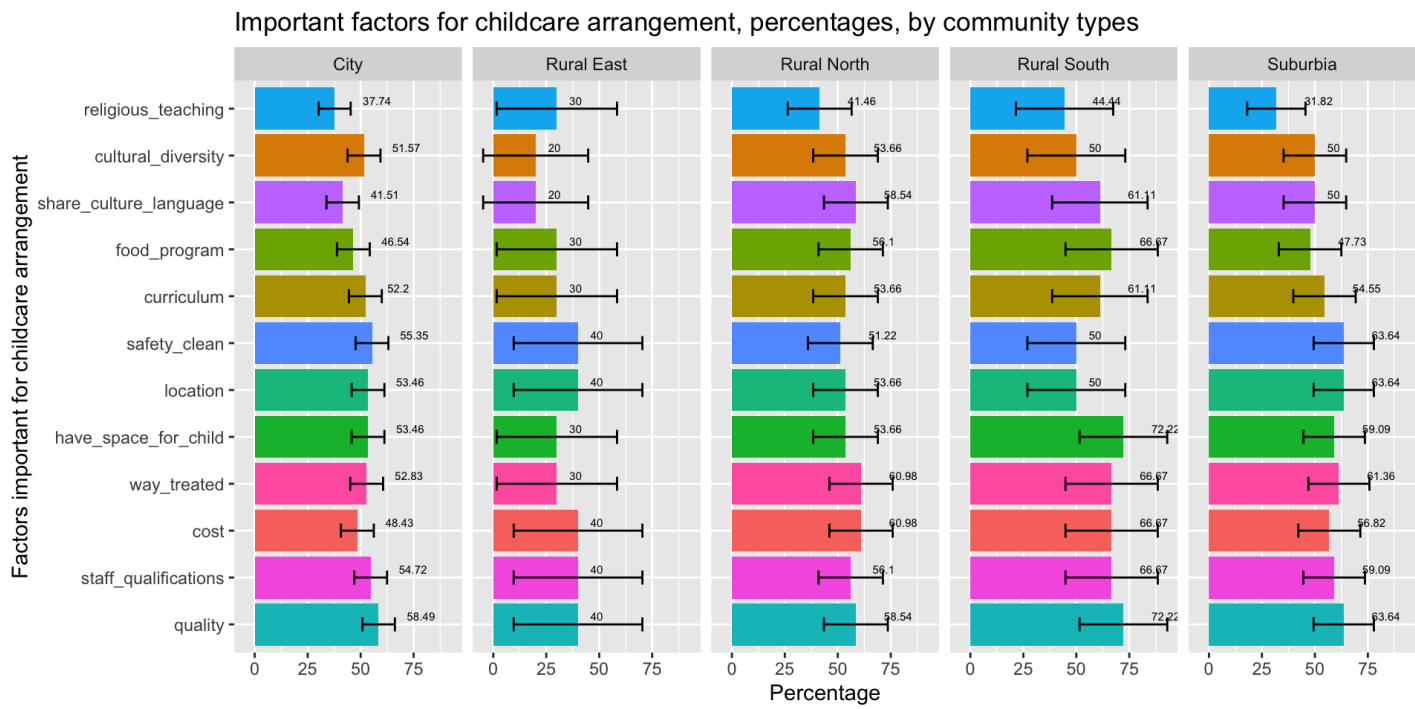 Important factors for childcare arrangement, percentages, by community types
City Rural East Rural North Rural South Suburbia
Factors important for childcare arrangement
religious_teaching 37.74 30 41.46 44.44 31.82
cultural_diversity 51.57 20 53.66 50 50
share_culture_language 41.51 20 58.54 61.11 50
food_program 46.54 30 56.1 66.67 47.73
curriculum 52.2 30 53.66 61.11 54.55
safety_clean 55.35 40 51.22 50 63.64
location 53.46 40 53.66 50 63.64
have_space_for_child 53.46 30 53.66 72.22 59.09
way_treated 52.83 30 60.98 66.67 61.36
cost 48.43 40 60.98 66.67 56.82
staff_qualifications 54.72 40 56.1 66.67 59.09
quality 58.49 40 58.54 72.22 63.64
0 25 50 75 0 25 50 75 0 25 50 75 0 25 50 75 0 25 50 75
Percentage